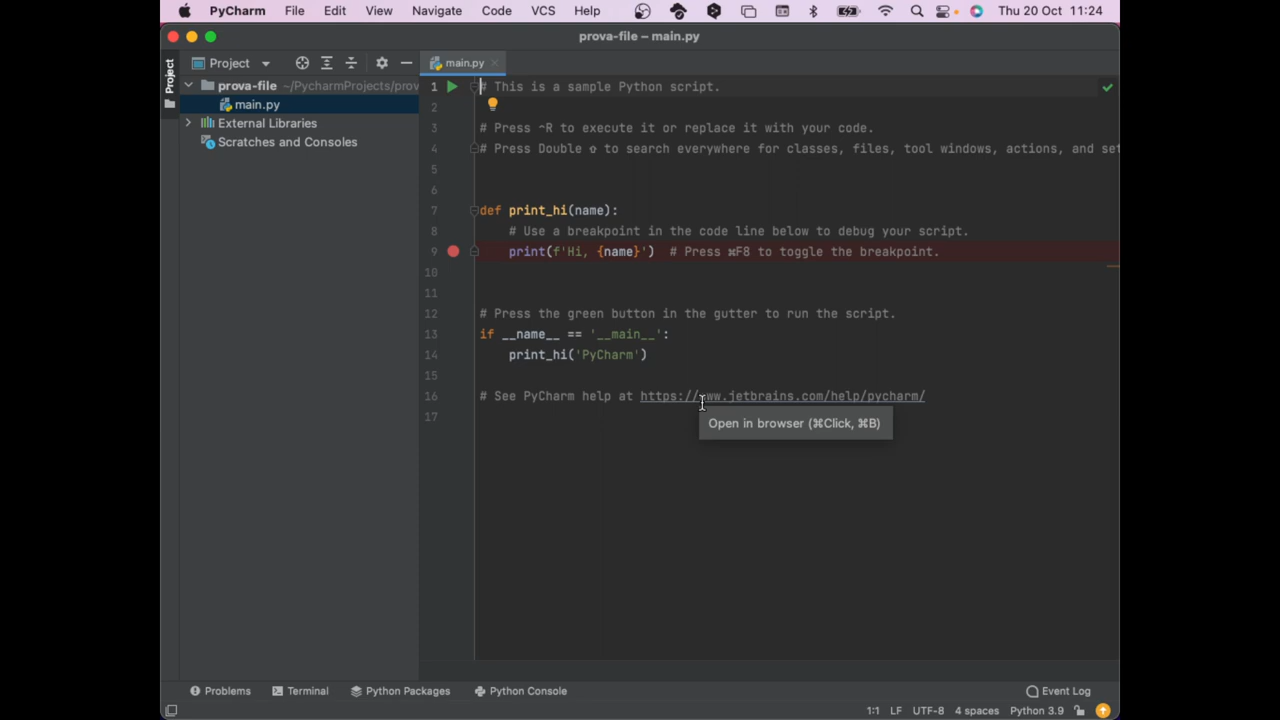 PyCharm File Edit View Navigate Code VCS Help Thu 20 Oct 11:24
prova-file – main.py
Project
Project
main.py
prova-file ~/PycharmProjects/prov
main.py
External Libraries
Scratches and Consoles
1 # This is a sample Python script.
2
3 # Press ⌃R to execute it or replace it with your code.
4 # Press Double ⇧ to search everywhere for classes, files, tool windows, actions, and set
5
6
7 def print_hi(name):
8 # Use a breakpoint in the code line below to debug your script.
9 print(f'Hi, {name}') # Press ⌘F8 to toggle the breakpoint.
10
11
12 # Press the green button in the gutter to run the script.
13 if __name__ == '__main__':
14 print_hi('PyCharm')
15
16 # See PyCharm help at https://www.jetbrains.com/help/pycharm/
17
Open in browser (⌘Click, ⌘B)
Problems Terminal Python Packages Python Console Event Log
1:1 LF UTF-8 4 spaces Python 3.9